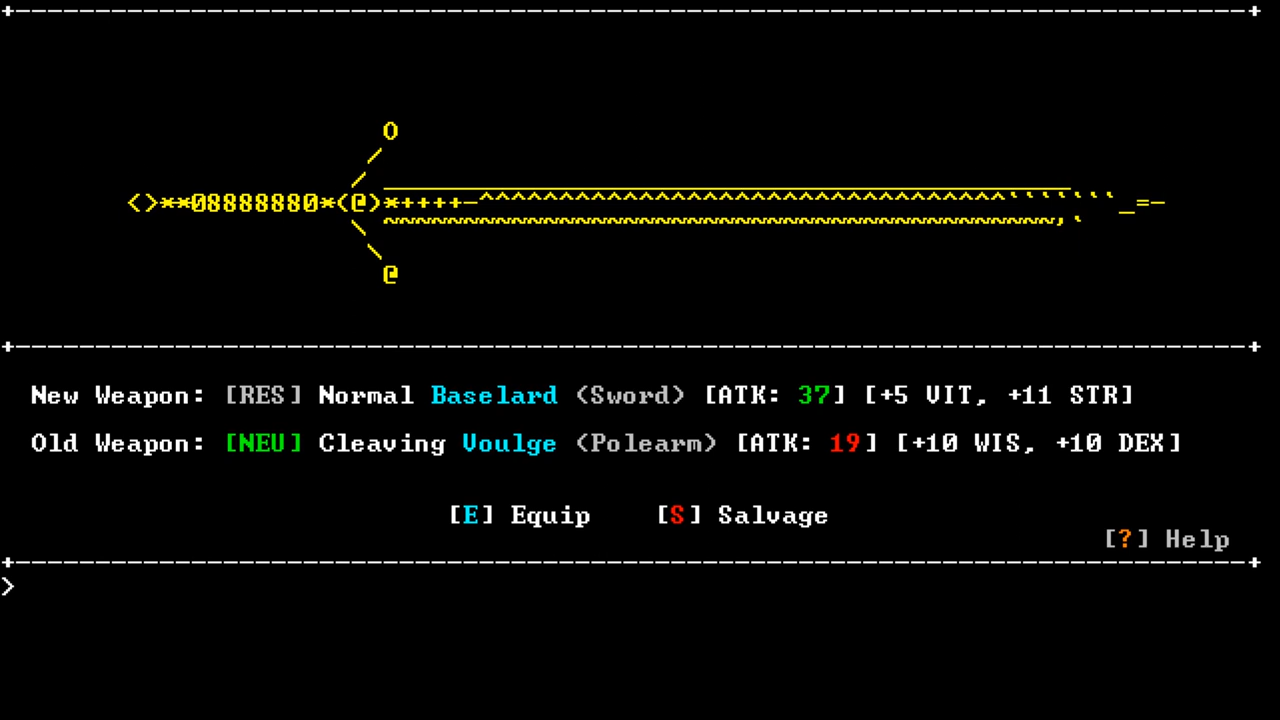 New Weapon: [RES] Normal Baselard (Sword) [ATK: 37] [+5 VIT, +11 STR]
Old Weapon: [NEU] Cleaving Voulge (Polearm) [ATK: 19] [+10 WIS, +10 DEX]
[E] Equip [S] Salvage
[?] Help
>